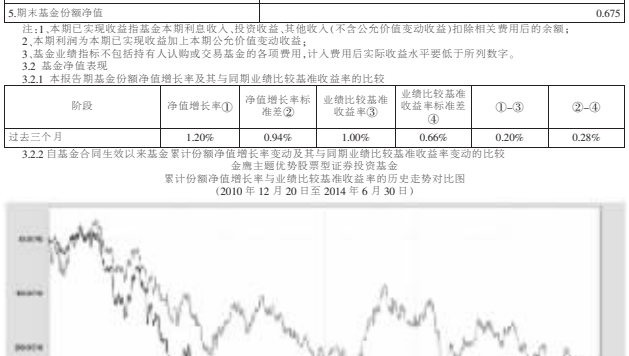 5.期末基金份额净值 0.675
注:1、本期已实现收益指基金本期利息收入、投资收益、其他收入(不含公允价值变动收益)扣除相关费用后的余额;
2、本期利润为本期已实现收益加上本期公允价值变动收益;
3、基金业绩指标不包括持有人认购或交易基金的各项费用,计入费用后实际收益水平要低于所列数字。
3.2 基金净值表现
3.2.1 本报告期基金份额净值增长率及其与同期业绩比较基准收益率的比较
阶段 净值增长率① 净值增长率标准差② 业绩比较基准收益率③ 业绩比较基准收益率标准差④ ①-③ ②-④
过去三个月 1.20% 0.94% 1.00% 0.66% 0.20% 0.28%
3.2.2 自基金合同生效以来基金累计份额净值增长率变动及其与同期业绩比较基准收益率变动的比较
金鹰主题优势股票型证券投资基金
累计份额净值增长率与业绩比较基准收益率的历史走势对比图
(2010 年 12 月 20 日至 2014 年 6 月 30 日)